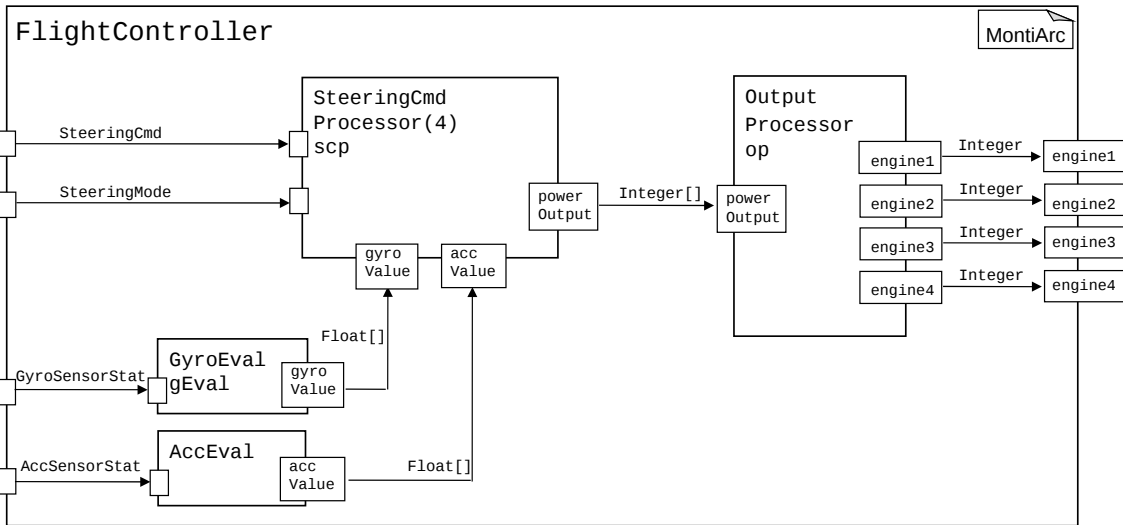 FlightController
MontiArc
SteeringCmd
Processor(4)
scp
Output
Processor
op
SteeringCmd
SteeringMode
power
Output
Integer[]
power
Output
engine1
Integer
engine1
engine2
Integer
engine2
engine3
Integer
engine3
engine4
Integer
engine4
gyro
Value
acc
Value
Float[]
GyroSensorStat
GyroEval
gEval
gyro
Value
AccSensorStat
AccEval
acc
Value
Float[]